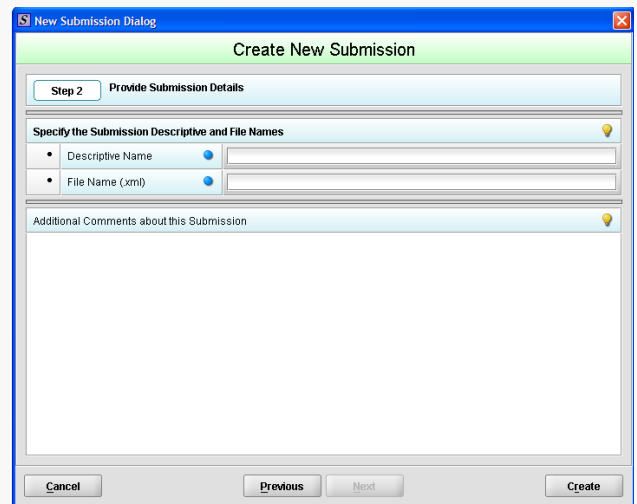 S New Submission Dialog
Create New Submission
Step 2 Provide Submission Details
Specify the Submission Descriptive and File Names
• Descriptive Name
• File Name (.xml)
Additional Comments about this Submission
Cancel Previous Next Create